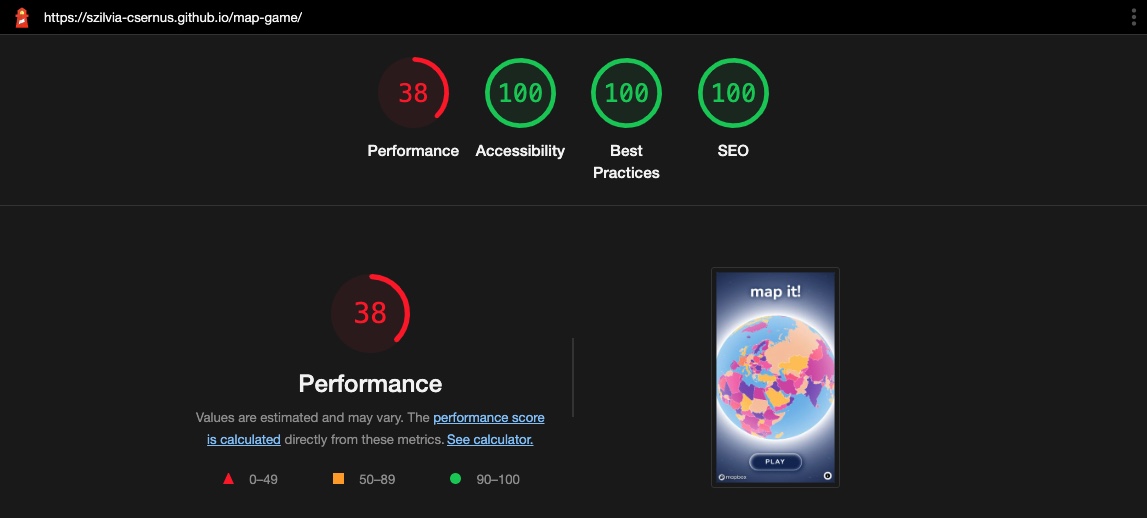 https://szilvia-csernus.github.io/map-game/
38
100
100
100
Performance
Accessibility
Best
Practices
SEO
38
Performance
Values are estimated and may vary. The performance score
is calculated directly from these metrics. See calculator.
0–49
50–89
90–100
map it!
PLAY
mapbox